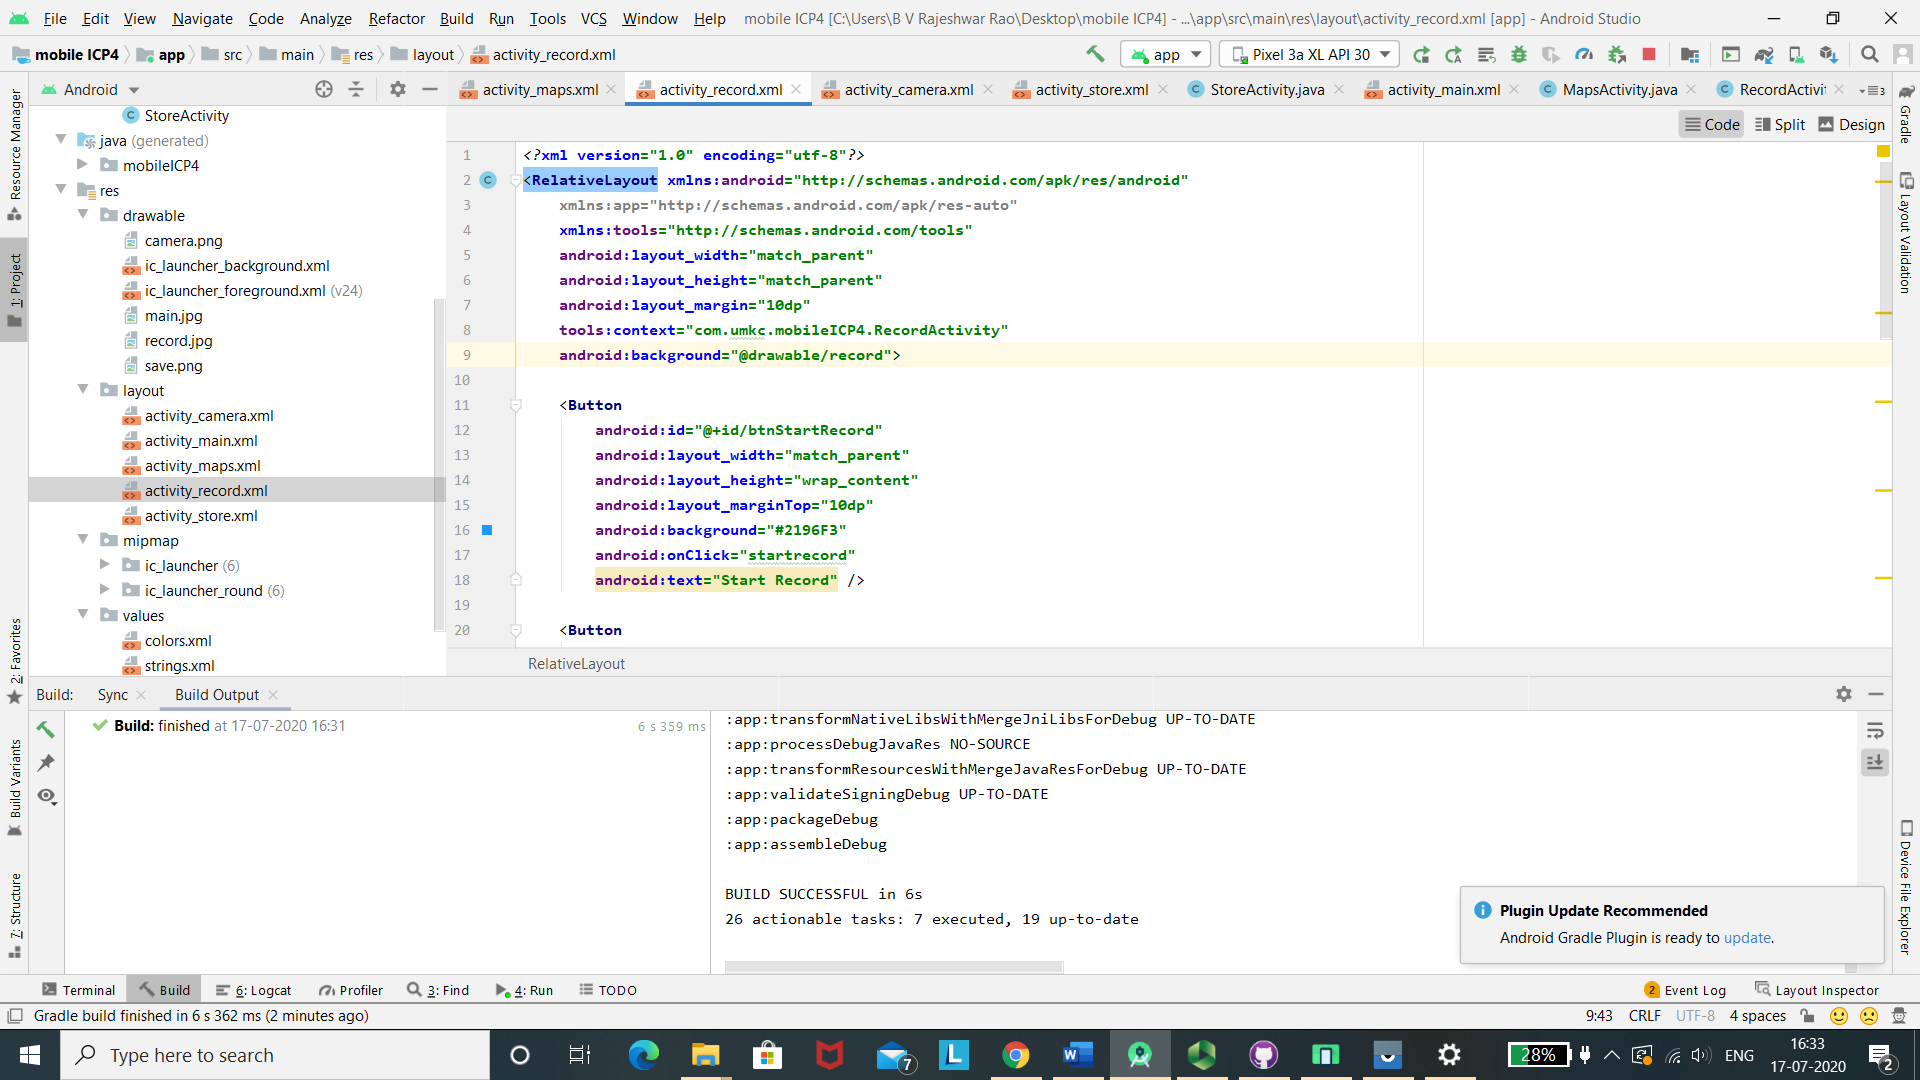 File Edit View Navigate Code Analyze Refactor Build Run Tools VCS Window Help mobile ICP4 [C:\Users\B V Rajeshwar Rao\Desktop\mobile ICP4] - ...\app\src\main\res\layout\activity_record.xml [app] - Android Studio
mobile ICP4 app src main res layout activity_record.xml app Pixel 3a XL API 30
Android activity_maps.xml activity_record.xml activity_camera.xml activity_store.xml StoreActivity.java activity_main.xml MapsActivity.java RecordActivi 3
Code Split Design
Resource Manager
1: Project
2: Favorites
Build Variants
7: Structure
StoreActivity
java (generated)
mobileICP4
res
drawable
camera.png
ic_launcher_background.xml
ic_launcher_foreground.xml (v24)
main.jpg
record.jpg
save.png
layout
activity_camera.xml
activity_main.xml
activity_maps.xml
activity_record.xml
activity_store.xml
mipmap
ic_launcher (6)
ic_launcher_round (6)
values
colors.xml
strings.xml
1 <?xml version="1.0" encoding="utf-8"?>
2 <RelativeLayout xmlns:android="http://schemas.android.com/apk/res/android"
3 xmlns:app="http://schemas.android.com/apk/res-auto"
4 xmlns:tools="http://schemas.android.com/tools"
5 android:layout_width="match_parent"
6 android:layout_height="match_parent"
7 android:layout_margin="10dp"
8 tools:context="com.umkc.mobileICP4.RecordActivity"
9 android:background="@drawable/record">
10
11 <Button
12 android:id="@+id/btnStartRecord"
13 android:layout_width="match_parent"
14 android:layout_height="wrap_content"
15 android:layout_marginTop="10dp"
16 android:background="#2196F3"
17 android:onClick="startrecord"
18 android:text="Start Record" />
19
20 <Button
RelativeLayout
Gradle
Layout Validation
Device File Explorer
Build: Sync Build Output
Build: finished at 17-07-2020 16:31 6 s 359 ms
:app:transformNativeLibsWithMergeJniLibsForDebug UP-TO-DATE
:app:processDebugJavaRes NO-SOURCE
:app:transformResourcesWithMergeJavaResForDebug UP-TO-DATE
:app:validateSigningDebug UP-TO-DATE
:app:packageDebug
:app:assembleDebug
BUILD SUCCESSFUL in 6s
26 actionable tasks: 7 executed, 19 up-to-date
Plugin Update Recommended
Android Gradle Plugin is ready to update.
Terminal Build 6: Logcat Profiler 3: Find 4: Run TODO 2 Event Log Layout Inspector
Gradle build finished in 6 s 362 ms (2 minutes ago) 9:43 CRLF UTF-8 4 spaces
Type here to search 7 L W 28% ENG 16:33
17-07-2020 2